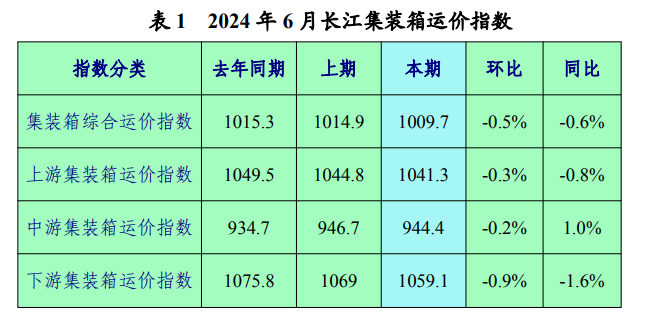 表 1 2024 年 6 月长江集装箱运价指数
指数分类 去年同期 上期 本期 环比 同比
集装箱综合运价指数 1015.3 1014.9 1009.7 -0.5% -0.6%
上游集装箱运价指数 1049.5 1044.8 1041.3 -0.3% -0.8%
中游集装箱运价指数 934.7 946.7 944.4 -0.2% 1.0%
下游集装箱运价指数 1075.8 1069 1059.1 -0.9% -1.6%